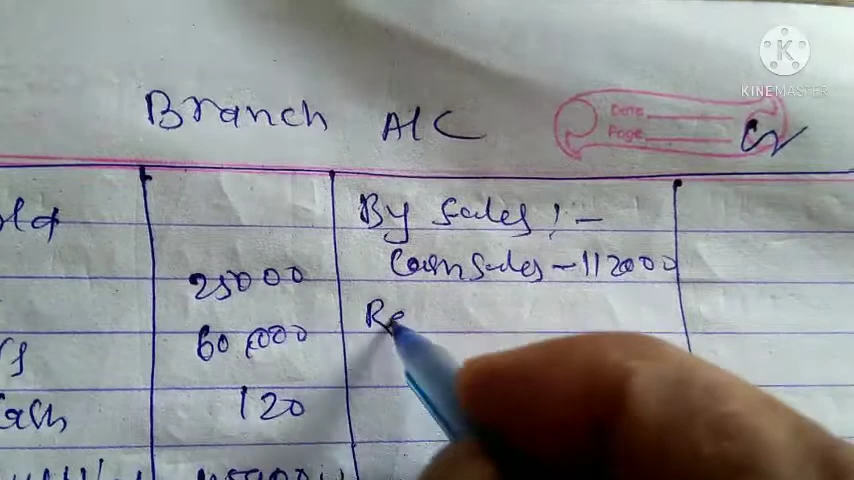 K
KINEMASTER
Branch A/C
Date
Page
Cr
By Sales :-
25000
Cash Sales - 112000
60,000
Re
120
Cash